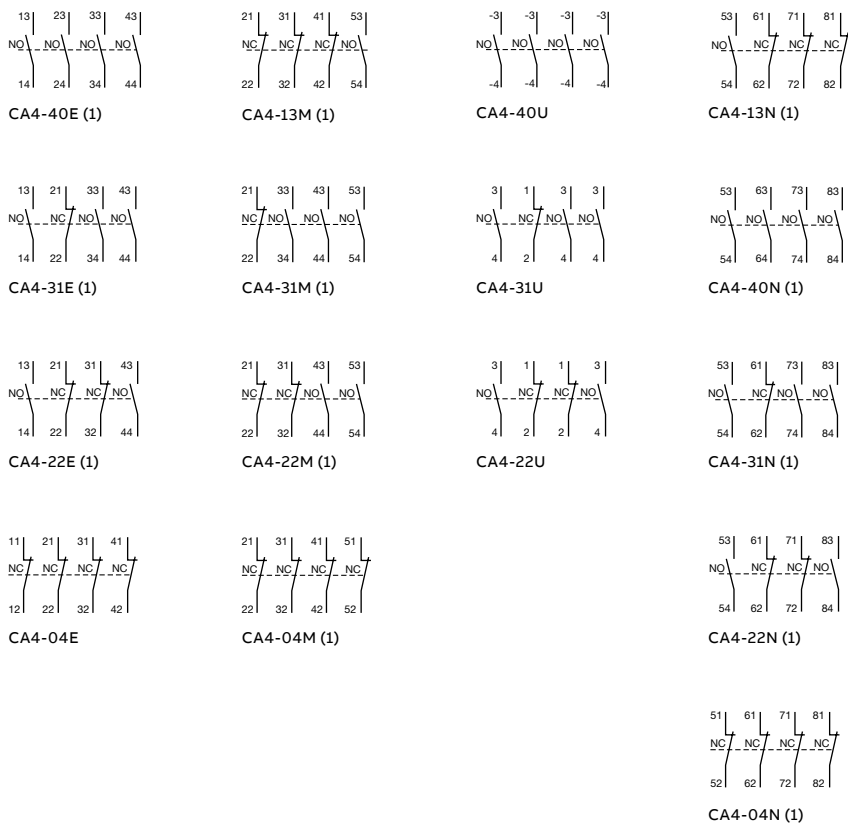 13 23 33 43
NO NO NO NO
14 24 34 44
CA4-40E (1)
21 31 41 53
NC NC NC NO
22 32 42 54
CA4-13M (1)
-3 -3 -3 -3
NO NO NO NO
-4 -4 -4 -4
CA4-40U
53 61 71 81
NO NC NC NC
54 62 72 82
CA4-13N (1)
13 21 33 43
NO NC NO NO
14 22 34 44
CA4-31E (1)
21 33 43 53
NC NO NO NO
22 34 44 54
CA4-31M (1)
3 1 3 3
NO NC NO NO
4 2 4 4
CA4-31U
53 63 73 83
NO NO NO NO
54 64 74 84
CA4-40N (1)
13 21 31 43
NO NC NC NO
14 22 32 44
CA4-22E (1)
21 31 43 53
NC NC NO NO
22 32 44 54
CA4-22M (1)
3 1 1 3
NO NC NC NO
4 2 2 4
CA4-22U
53 61 73 83
NO NC NO NO
54 62 74 84
CA4-31N (1)
11 21 31 41
NC NC NC NC
12 22 32 42
CA4-04E
21 31 41 51
NC NC NC NC
22 32 42 52
CA4-04M (1)
53 61 71 83
NO NC NC NO
54 62 72 84
CA4-22N (1)
51 61 71 81
NC NC NC NC
52 62 72 82
CA4-04N (1)